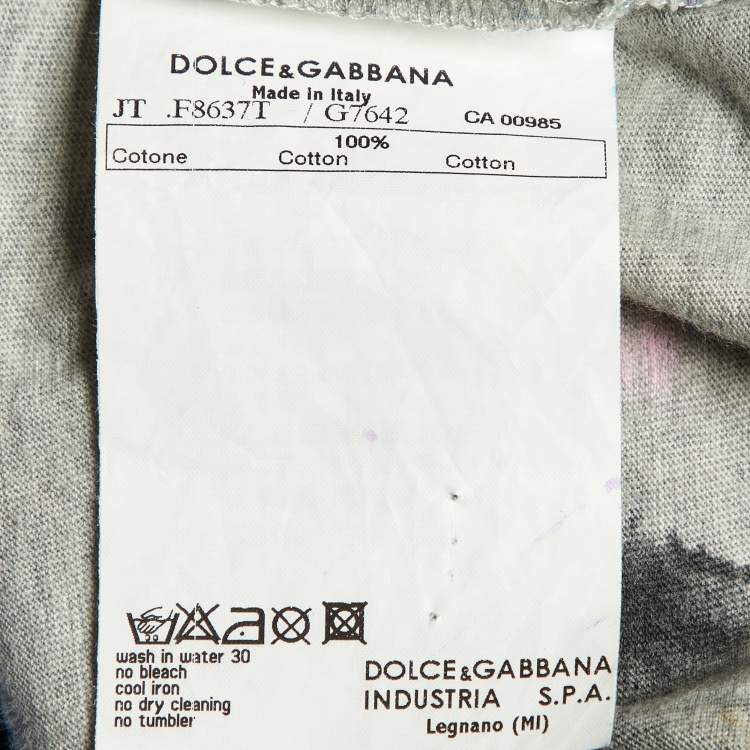 DOLCE&GABBANA
Made in Italy
JT .F8637T / G7642 CA 00985
100%
Cotone Cotton Cotton
wash in water 30
no bleach
cool iron
no dry cleaning
no tumbler
DOLCE&GABBANA
INDUSTRIA S.P.A.
Legnano (MI)